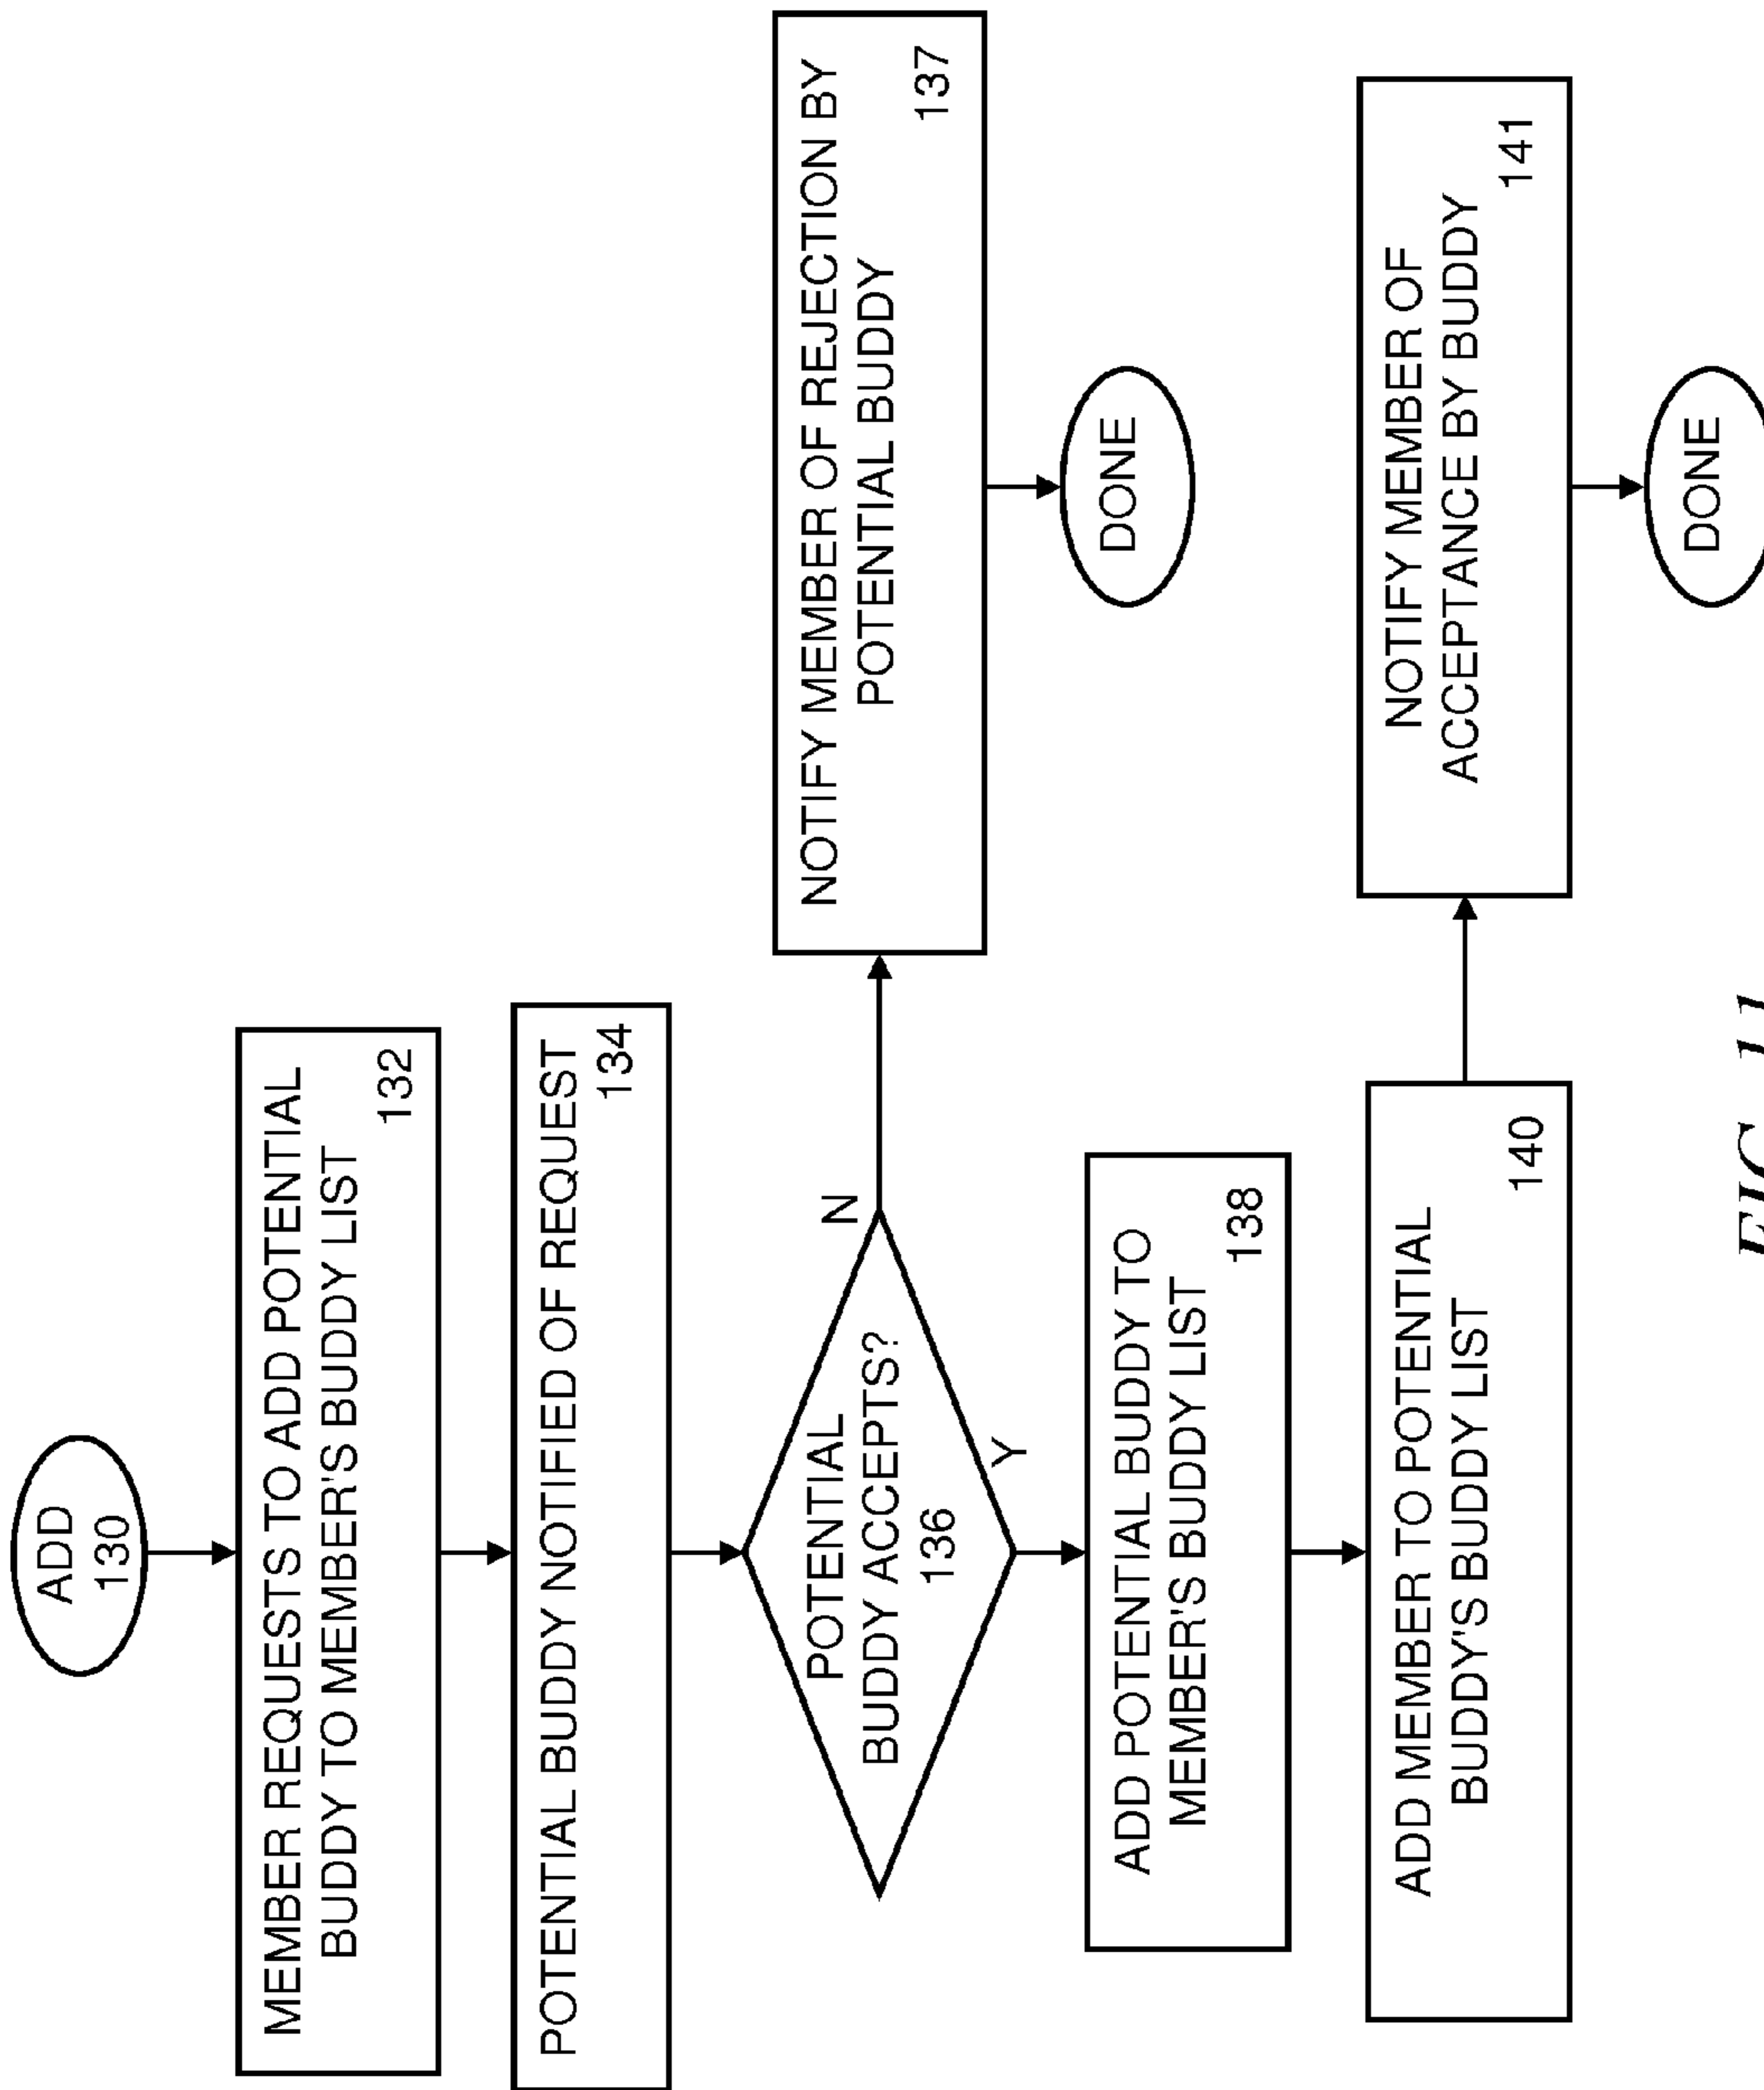 ADD
130
MEMBER REQUESTS TO ADD POTENTIAL
BUDDY TO MEMBER'S BUDDY LIST
132
POTENTIAL BUDDY NOTIFIED OF REQUEST
134
POTENTIAL
BUDDY ACCEPTS?
136
N
Y
NOTIFY MEMBER OF REJECTION BY
POTENTIAL BUDDY
137
DONE
ADD POTENTIAL BUDDY TO
MEMBER'S BUDDY LIST
138
ADD MEMBER TO POTENTIAL
BUDDY'S BUDDY LIST
140
NOTIFY MEMBER OF
ACCEPTANCE BY BUDDY
141
DONE
FIG. 11